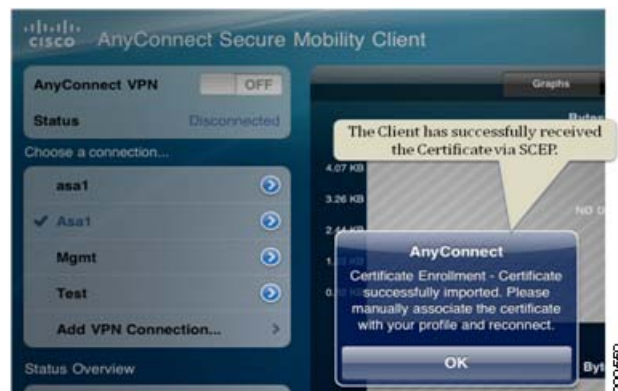 CISCO AnyConnect Secure Mobility Client
AnyConnect VPN OFF
Status Disconnected
Choose a connection...
asa1
Asa1
Mgmt
Test
Add VPN Connection...
Status Overview
Graphs
The Client has successfully received
the Certificate via SCEP.
4.07 KB
3.26 KB
NO D
AnyConnect
Certificate Enrollment - Certificate
successfully imported. Please
manually associate the certificate
with your profile and reconnect.
OK